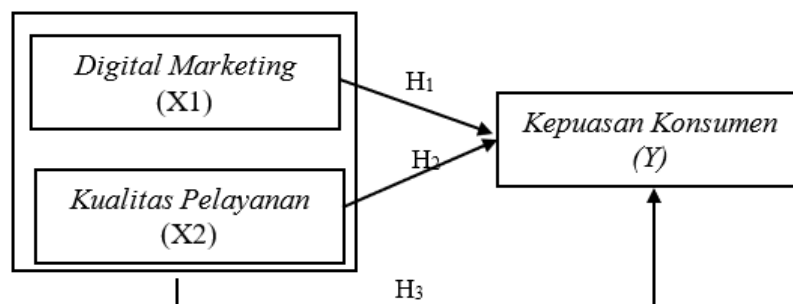 Digital Marketing
(X1)
H₁
Kepuasan Konsumen
(Y)
H₂
Kualitas Pelayanan
(X2)
H₃